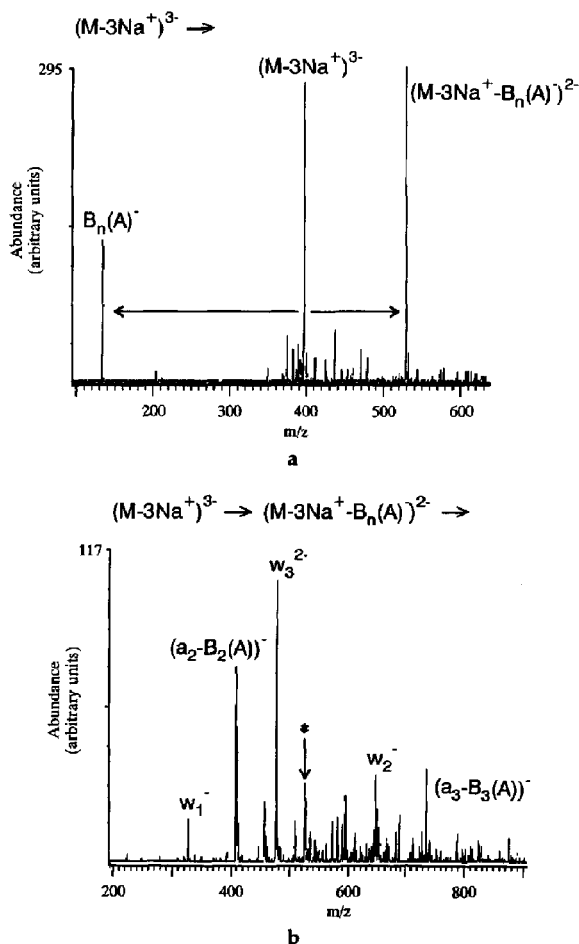 (M-3Na⁺)³⁻ →
295
(M-3Na⁺)³⁻
(M-3Na⁺-Bₙ(A)⁻)²⁻
Bₙ(A)⁻
Abundance
(arbitrary units)
200 300 400 500 600
m/z
a
(M-3Na⁺)³⁻ → (M-3Na⁺-Bₙ(A)⁻)²⁻ →
117
w₃²⁻
(a₂-B₂(A))⁻
*
w₂⁻
(a₃-B₃(A))⁻
w₁⁻
Abundance
(arbitrary units)
200 400 600 800
m/z
b